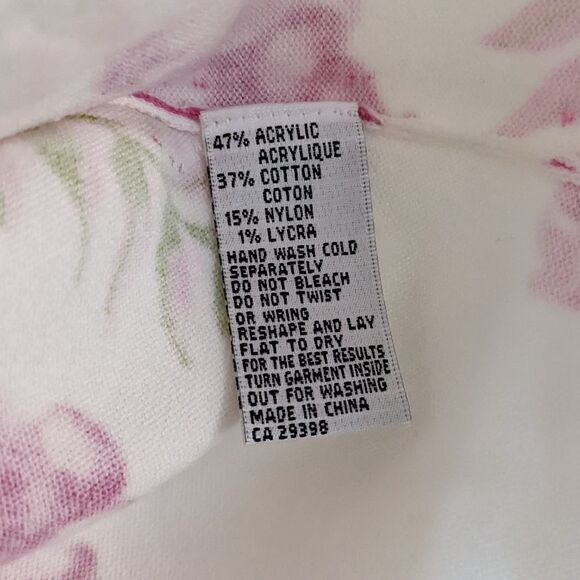 47% ACRYLIC
ACRYLIQUE
37% COTTON
COTON
15% NYLON
1% LYCRA
HAND WASH COLD
SEPARATELY
DO NOT BLEACH
DO NOT TWIST
OR WRING
RESHAPE AND LAY
FLAT TO DRY
FOR THE BEST RESULTS
TURN GARMENT INSIDE
OUT FOR WASHING
MADE IN CHINA
CA 29398